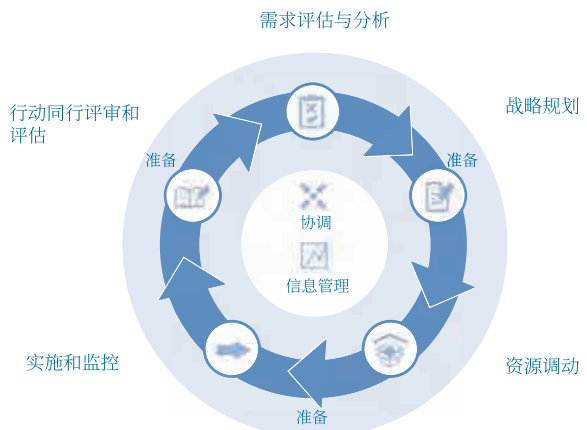 需求评估与分析
行动同行评审和
评估
战略规划
准备
准备
协调
信息管理
实施和监控
资源调动
准备